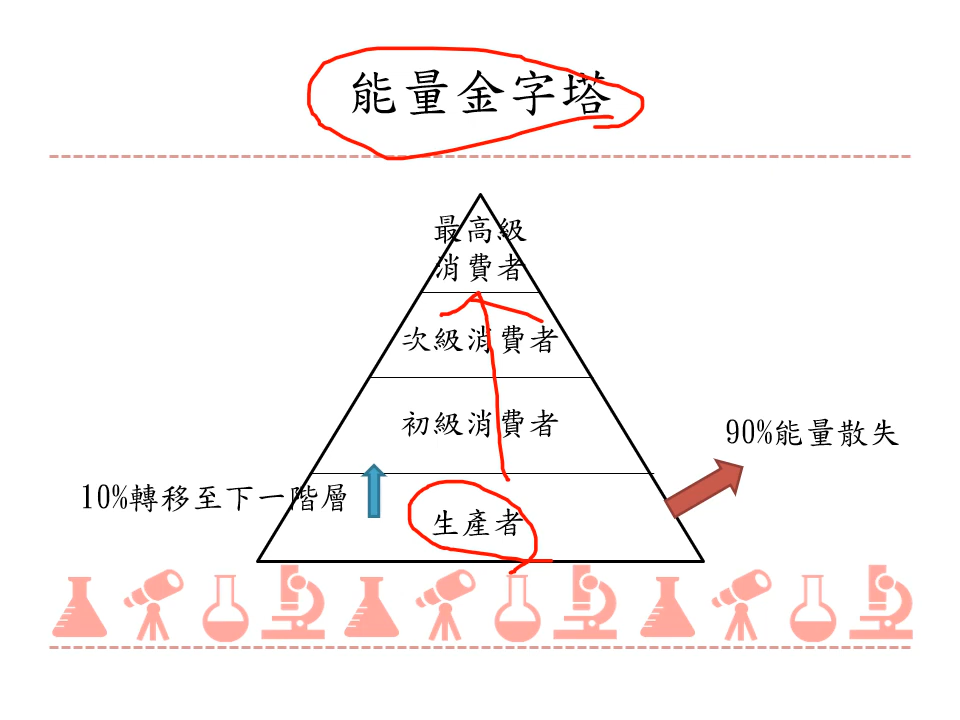 能量金字塔
最高級
消費者
次級消費者
初級消費者
90%能量散失
10%轉移至下一階層
生產者